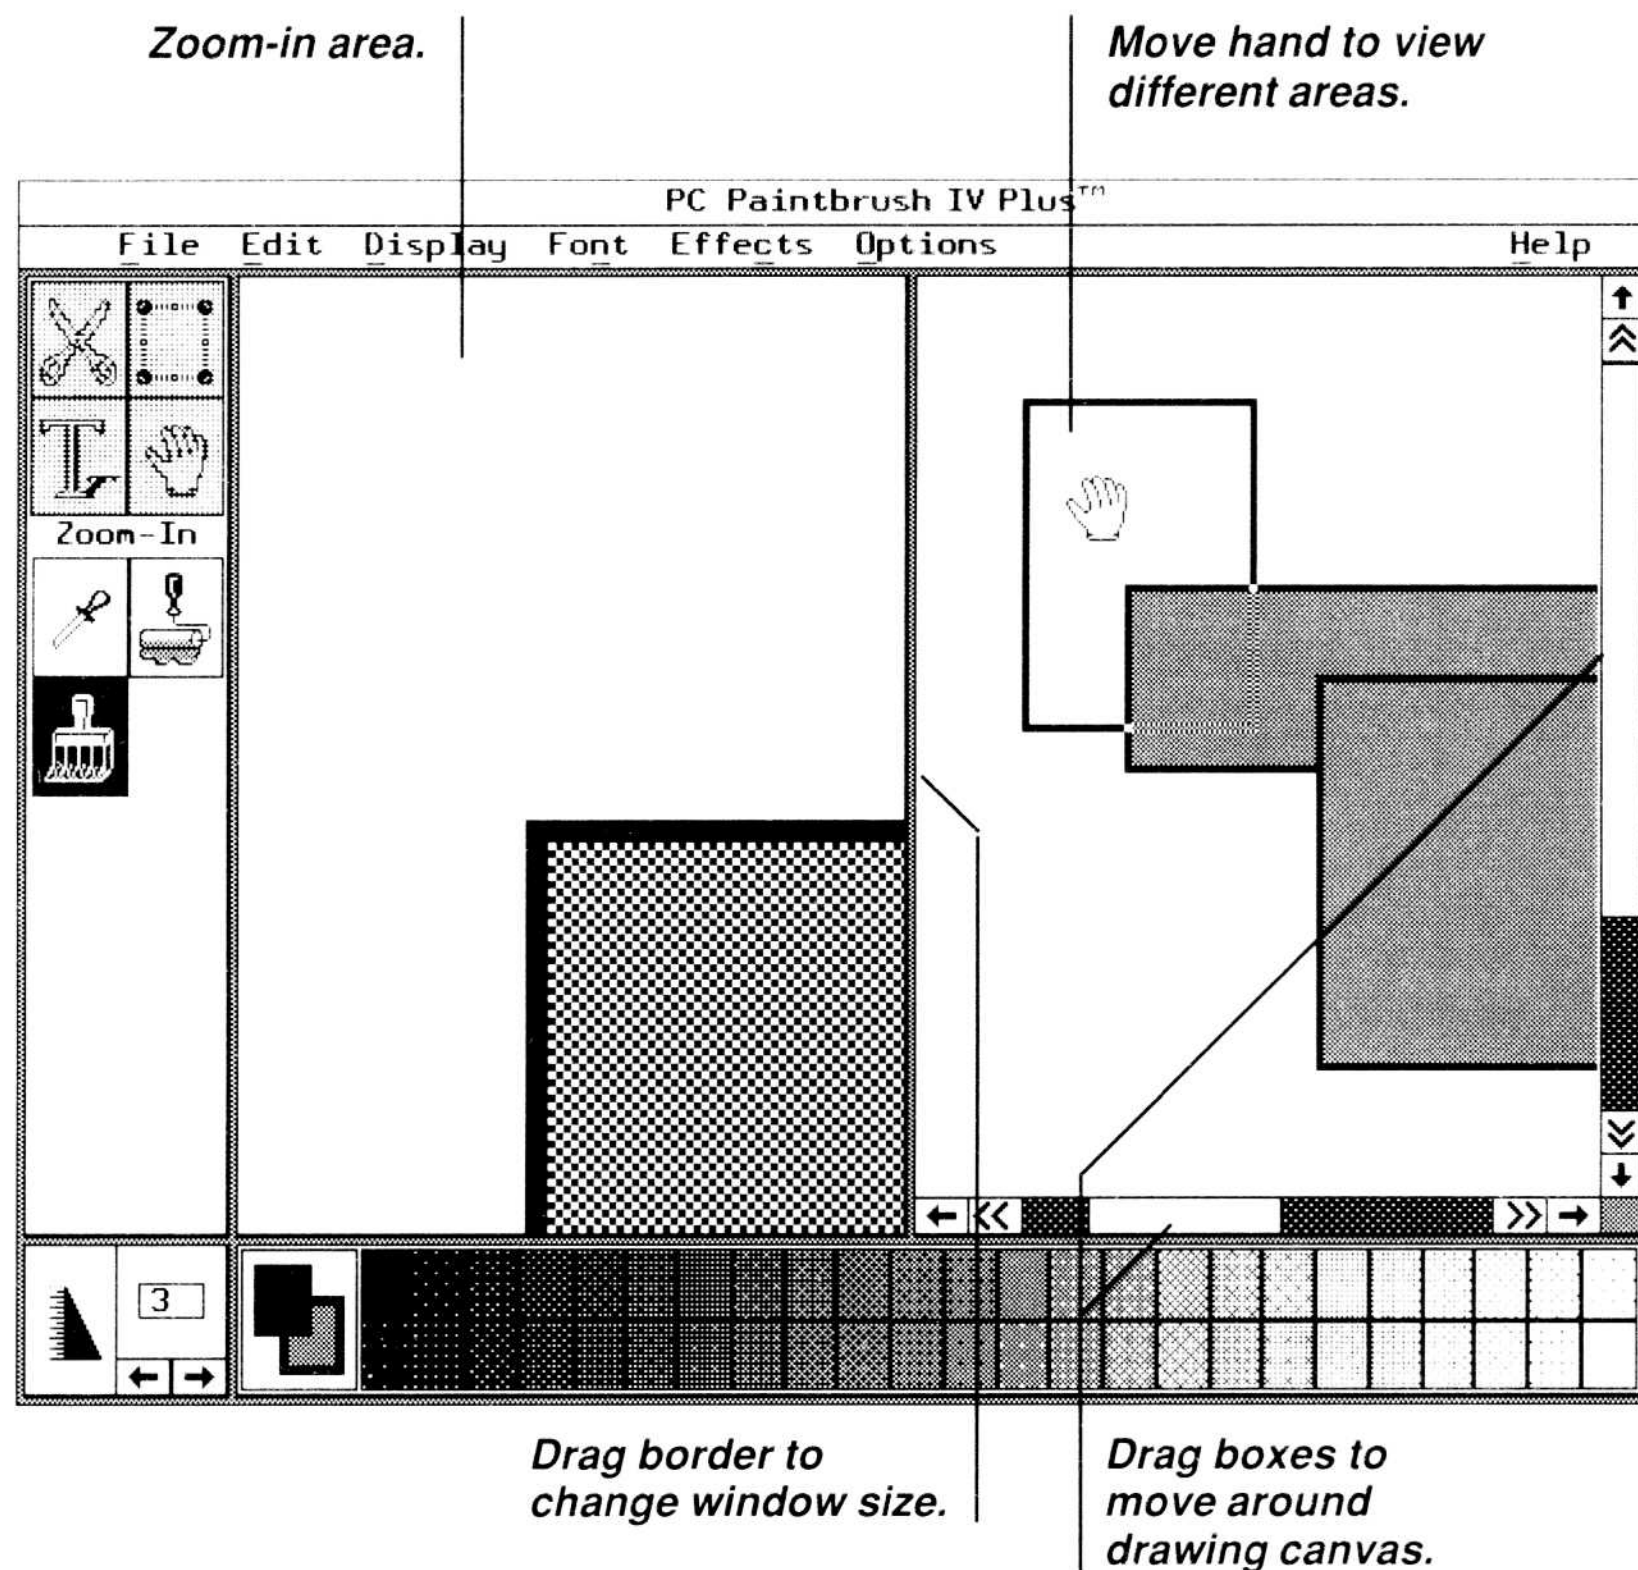 Zoom-in area.
Move hand to view
different areas.
PC Paintbrush IV Plus™
File Edit Display Font Effects Options Help
Zoom-In
3
Drag border to
change window size.
Drag boxes to
move around
drawing canvas.